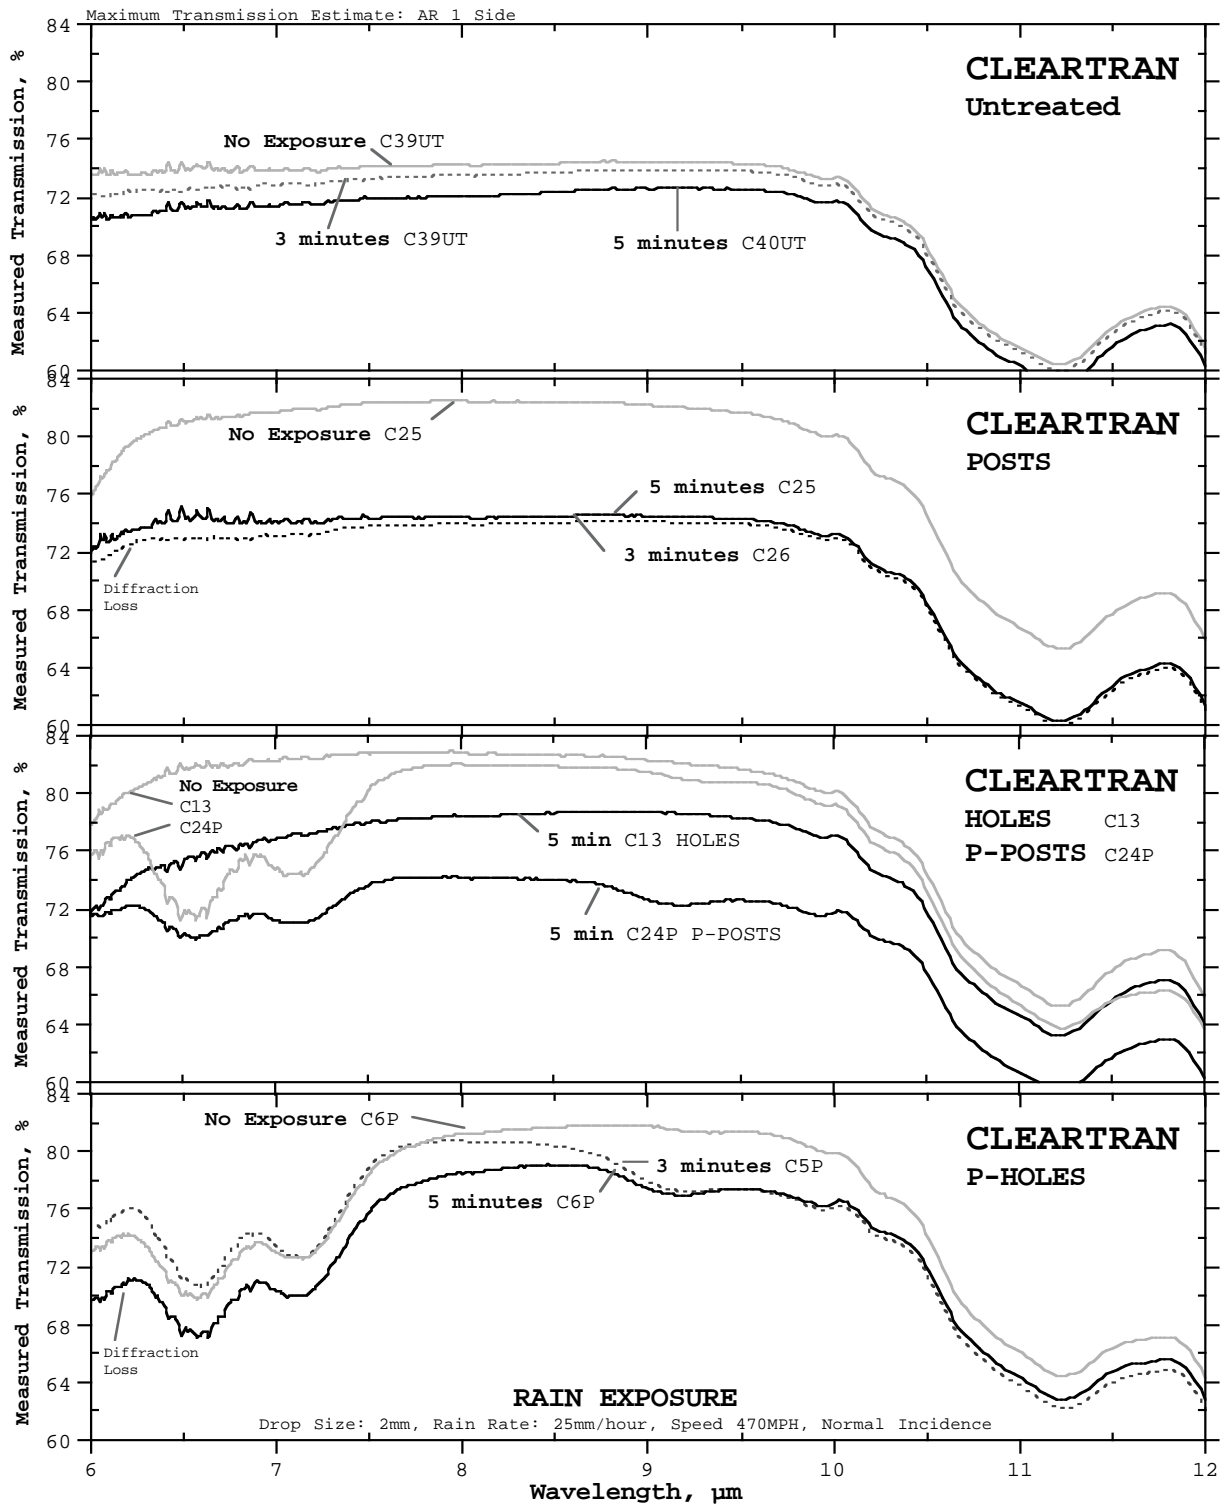 Maximum Transmission Estimate: AR 1 Side
84
80
76
72
68
64
60
Measured Transmission, %
CLEARTRAN
Untreated
No Exposure C39UT
3 minutes C39UT
5 minutes C40UT
84
80
76
72
68
64
60
Measured Transmission, %
CLEARTRAN
POSTS
No Exposure C25
5 minutes C25
3 minutes C26
Diffraction
Loss
84
80
76
72
68
64
60
Measured Transmission, %
CLEARTRAN
HOLES C13
P-POSTS C24P
No Exposure
C13
C24P
5 min C13 HOLES
5 min C24P P-POSTS
84
80
76
72
68
64
60
Measured Transmission, %
CLEARTRAN
P-HOLES
No Exposure C6P
3 minutes C5P
5 minutes C6P
Diffraction
Loss
RAIN EXPOSURE
Drop Size: 2mm, Rain Rate: 25mm/hour, Speed 470MPH, Normal Incidence
6 7 8 9 10 11 12
Wavelength, µm